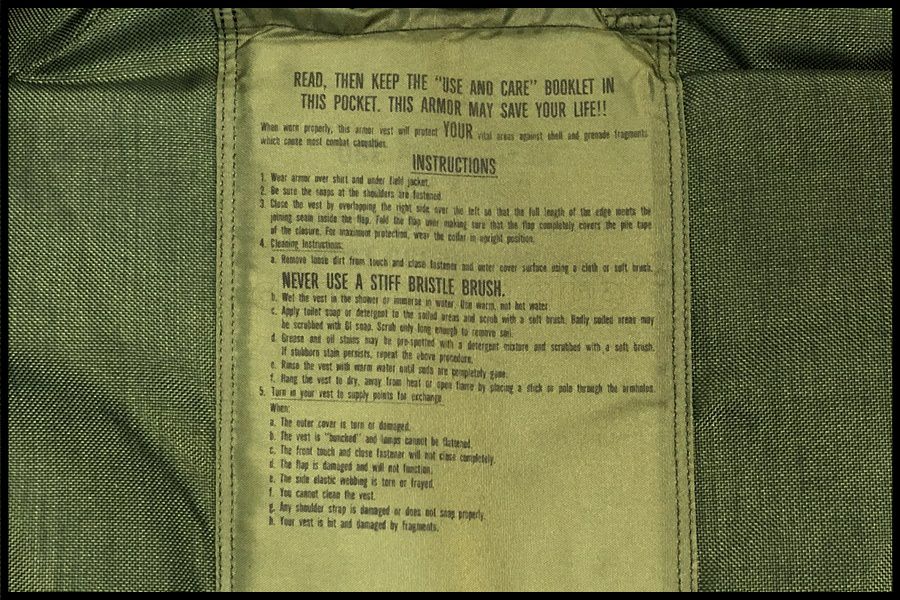 READ, THEN KEEP THE "USE AND CARE" BOOKLET IN
THIS POCKET. THIS ARMOR MAY SAVE YOUR LIFE!!
When worn properly, this armor vest will protect YOUR vital areas against shell and grenade fragments
which cause most combat casualties.
INSTRUCTIONS
1. Wear armor over shirt and under field jacket.
2. Be sure the snaps at the shoulders are fastened.
3. Close the vest by overlapping the right side over the left so that the full length of the edge meets the
joining seam inside the flap. Fold the flap over making sure that the flap completely covers the pile tape
of the closure. For maximum protection, wear the collar in upright position.
4. Cleaning Instructions:
a. Remove loose dirt from touch and close fastener and outer cover surface using a cloth or soft brush.
NEVER USE A STIFF BRISTLE BRUSH.
b. Wet the vest in the shower or immerse in water. Use warm, not hot water
c. Apply toilet soap or detergent to the soiled areas and scrub with a soft brush. Badly soiled areas may
be scrubbed with GI soap. Scrub only long enough to remove soil.
d. Grease and oil stains may be pre-spotted with a detergent mixture and scrubbed with a soft brush.
If stubborn stain persists, repeat the above procedure.
e. Rinse the vest with warm water until suds are completely gone.
f. Hang the vest to dry, away from heat or open flame by placing a stick or pole through the armholes.
5. Turn in your vest to supply points for exchange
When:
a. The outer cover is torn or damaged.
b. The vest is "bunched" and lumps cannot be flattened.
c. The front touch and close fastener will not close completely.
d. The flap is damaged and will not function.
e. The side elastic webbing is torn or frayed.
f. You cannot clean the vest.
g. Any shoulder strap is damaged or does not snap properly.
h. Your vest is hit and damaged by fragments.